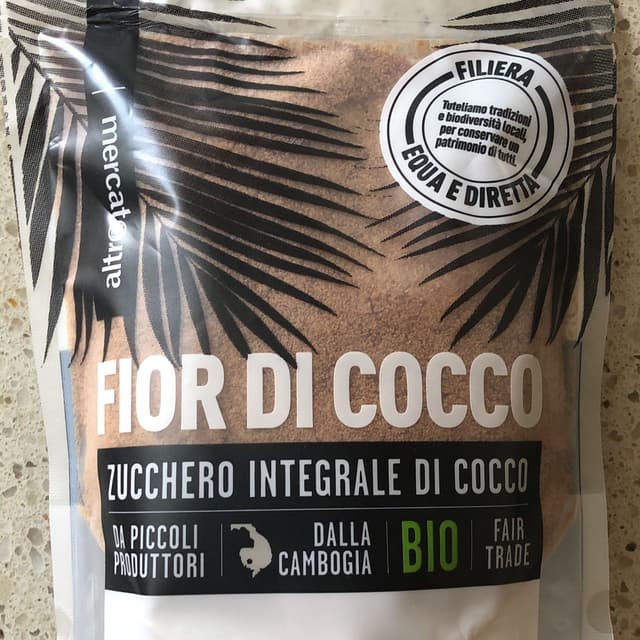 altromercato
FILIERA
Tuteliamo tradizioni
e biodiversità locali,
per conservare un
patrimonio di tutti.
EQUA E DIRETTA
FIOR DI COCCO
ZUCCHERO INTEGRALE DI COCCO
DA PICCOLI
PRODUTTORI
DALLA
CAMBOGIA
BIO
FAIR
TRADE